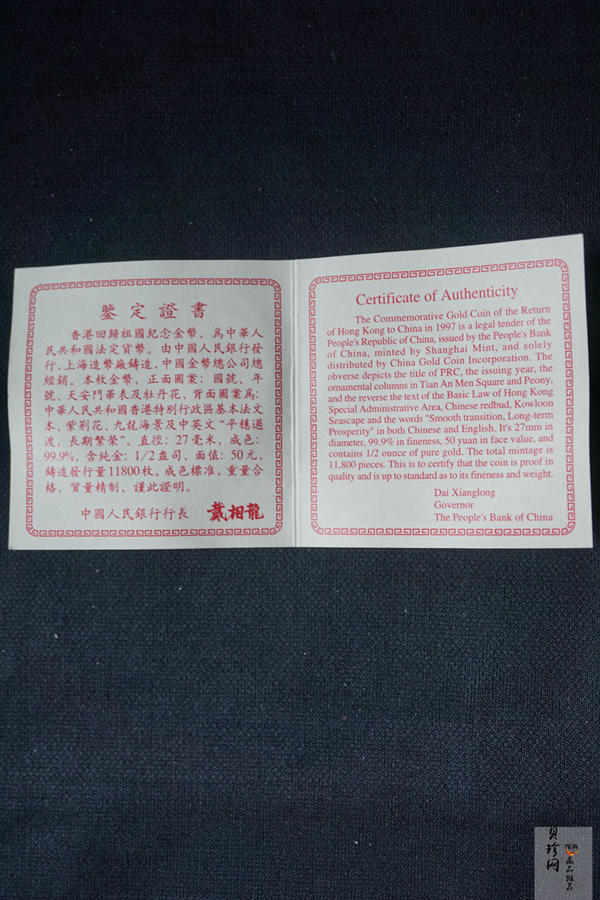 鑒定證書
香港回歸祖國紀念金幣，爲中華人
民共和國法定貨幣。由中國人民銀行發
行，上海造幣廠鑄造，中國金幣總公司總
經銷。本枚金幣，正面圖案：國號、年
號、天安門華表及牡丹花，背面圖案爲：
中華人民共和國香港特別行政區基本法文
本、紫荊花、九龍海景及中英文“平穩過
渡，長期繁榮”。直徑：27毫米，成色：
99.9%，含純金：1/2盎司，面值：50元，
鑄造發行量11800枚。成色標准，重量合
格，質量精制，謹此證明。
中國人民銀行行長 戴相龍
Certificate of Authenticity
The Commemorative Gold Coin of the Return
of Hong Kong to China in 1997 is a legal tender of the
People's Republic of China, issued by the People's Bank
of China, minted by Shanghai Mint, and solely
distributed by China Gold Coin Incorporation. The
obverse depicts the title of PRC, the issuing year, the
ornamental columns in Tian An Men Square and Peony,
and the reverse the text of the Basic Law of Hong Kong
Special Administrative Area, Chinese redbud, Kowloon
Seascape and the words "Smooth transition, Long-term
Prosperity" in both Chinese and English. It's 27mm in
diameter, 99.9% in fineness, 50 yuan in face value, and
contains 1/2 ounce of pure gold. The total mintage is
11,800 pieces. This is to certify that the coin is proof in
quality and is up to standard as to its fineness and weight.
Dai Xianglong
Governor
The People's Bank of China
贝珍网